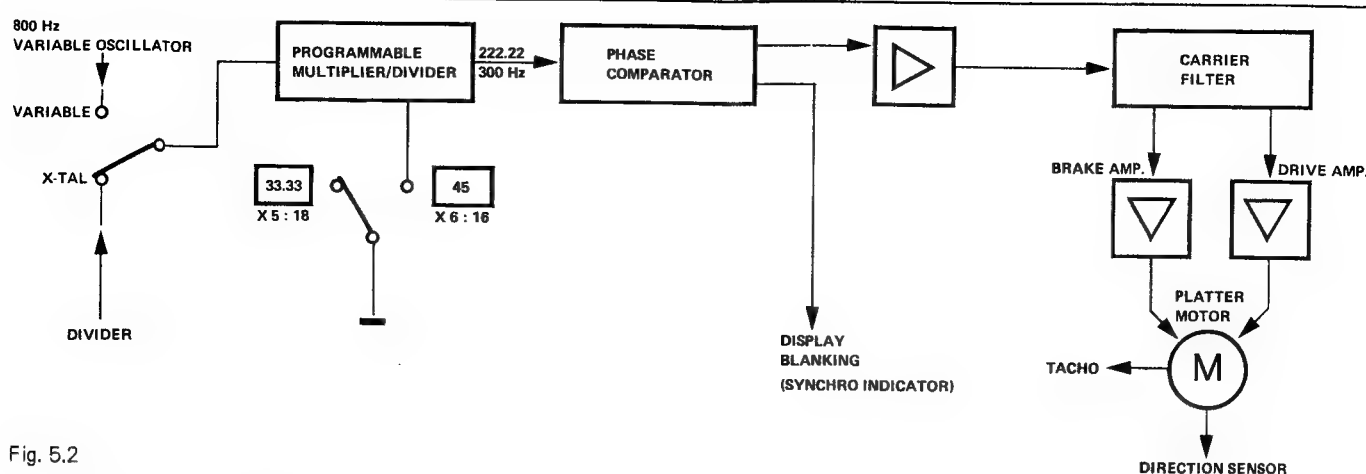 800 Hz
VARIABLE OSCILLATOR
VARIABLE
X-TAL
DIVIDER
PROGRAMMABLE
MULTIPLIER/DIVIDER
33.33
X 5 : 18
45
X 6 : 16
222.22
300 Hz
PHASE
COMPARATOR
DISPLAY
BLANKING
(SYNCHRO INDICATOR)
CARRIER
FILTER
BRAKE AMP.
DRIVE AMP.
PLATTER
MOTOR
M
TACHO
DIRECTION SENSOR
Fig. 5.2